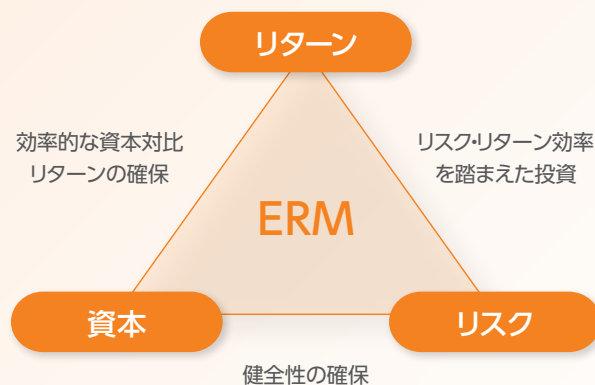 リターン
効率的な資本対比
リターンの確保
リスク・リターン効率
を踏まえた投資
ERM
資本
リスク
健全性の確保